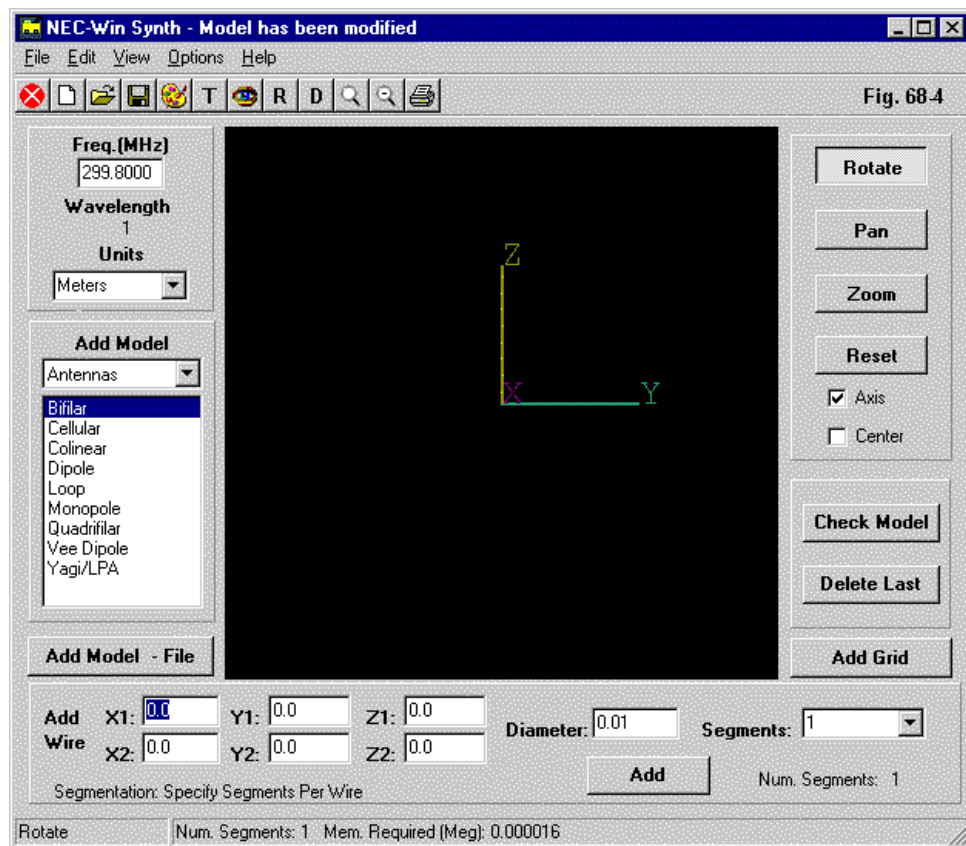 NEC-Win Synth - Model has been modified
File Edit View Options Help
T R D Fig. 68-4
Freq.(MHz)
299.8000
Wavelength
1
Units
Meters
Add Model
Antennas
Bifilar
Cellular
Colinear
Dipole
Loop
Monopole
Quadrifilar
Vee Dipole
Yagi/LPA
Add Model - File
Z
X Y
Rotate
Pan
Zoom
Reset
Axis
Center
Check Model
Delete Last
Add Grid
Add Wire
X1: 0.0 Y1: 0.0 Z1: 0.0
X2: 0.0 Y2: 0.0 Z2: 0.0
Diameter: 0.01 Segments: 1
Add Num. Segments: 1
Segmentation: Specify Segments Per Wire
Rotate Num. Segments: 1 Mem. Required (Meg): 0.000016